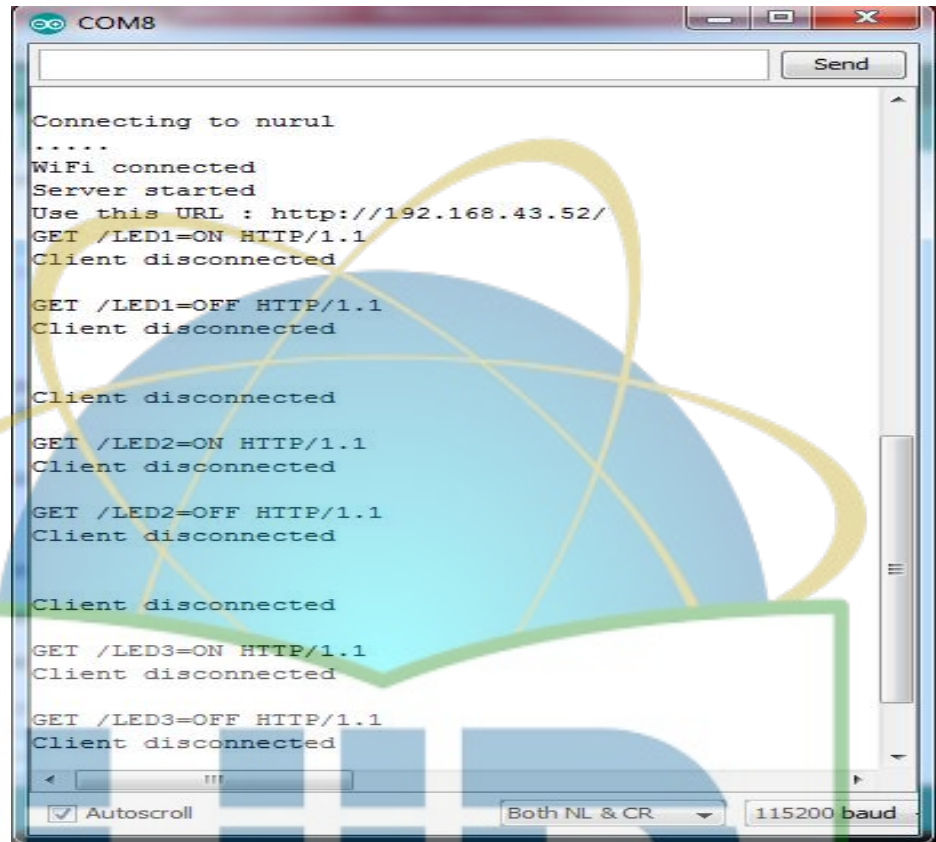 COM8
Send
Connecting to nurul
.....
WiFi connected
Server started
Use this URL : http://192.168.43.52/
GET /LED1=ON HTTP/1.1
Client disconnected
GET /LED1=OFF HTTP/1.1
Client disconnected
Client disconnected
GET /LED2=ON HTTP/1.1
Client disconnected
GET /LED2=OFF HTTP/1.1
Client disconnected
Client disconnected
GET /LED3=ON HTTP/1.1
Client disconnected
GET /LED3=OFF HTTP/1.1
Client disconnected
Autoscroll
Both NL & CR
115200 baud